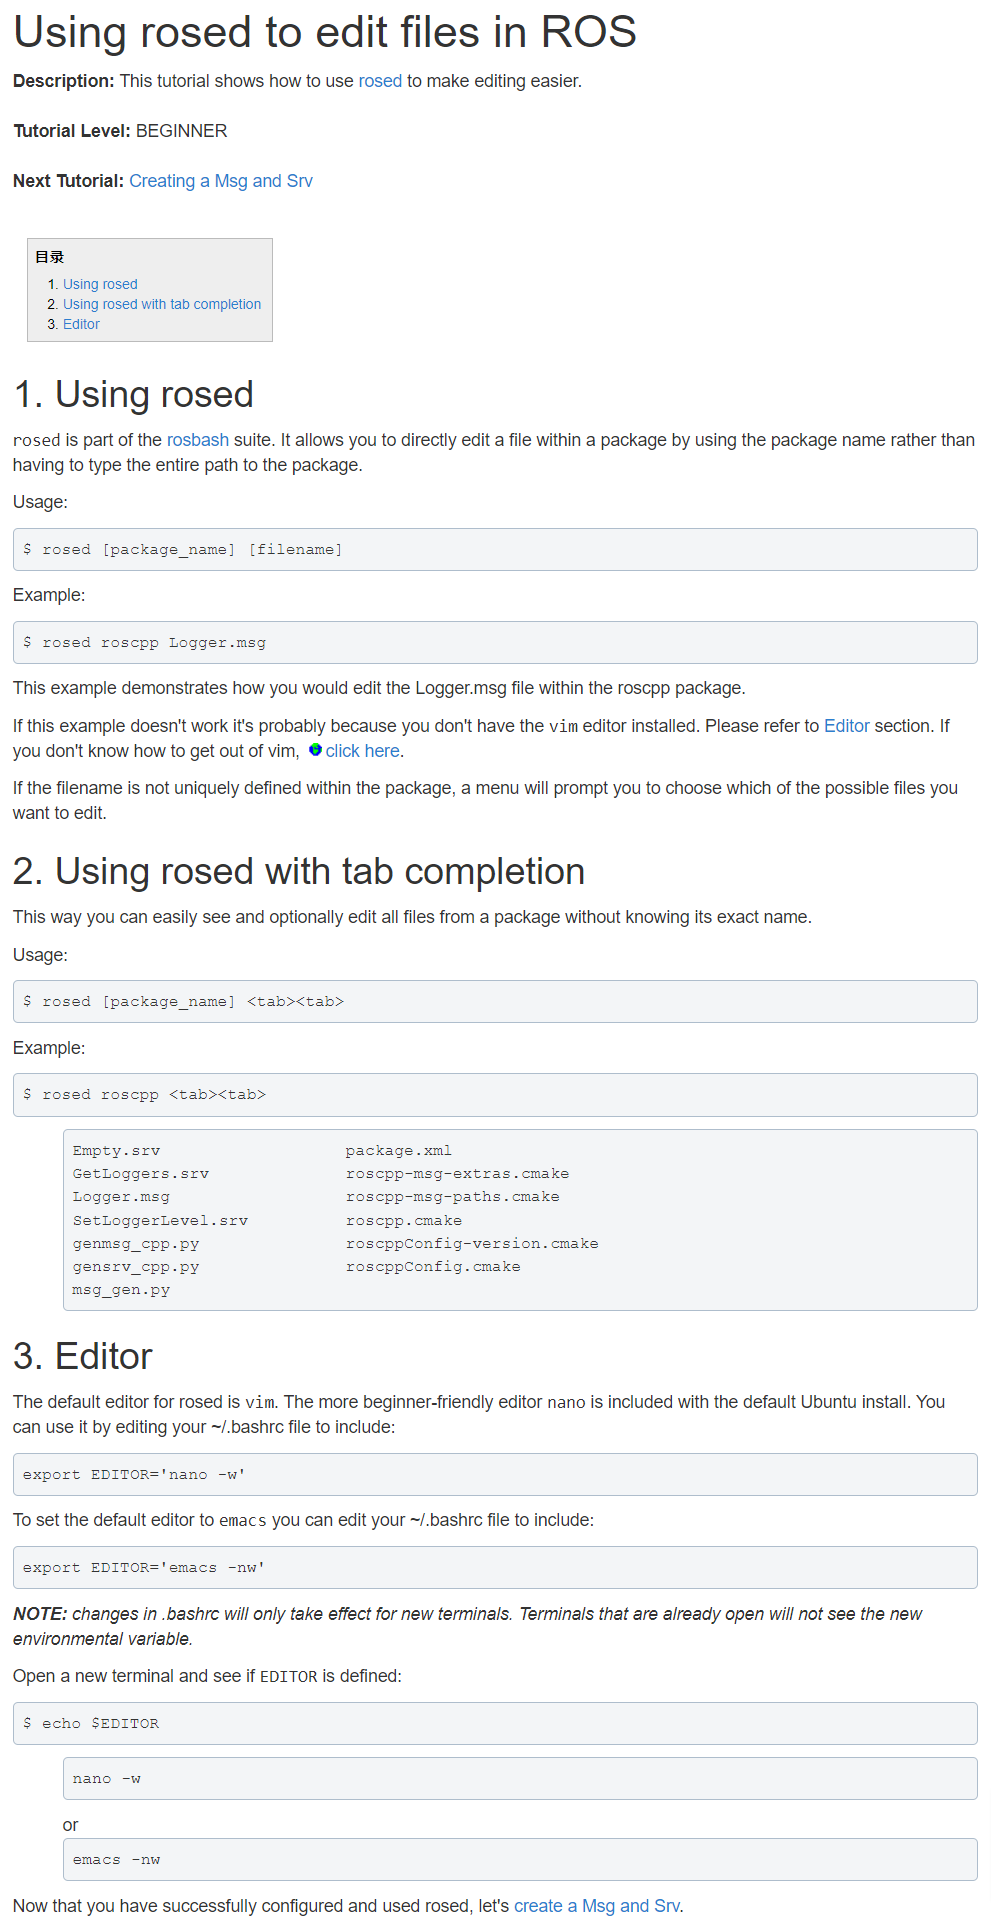 Using rosed to edit files in ROS
Description: This tutorial shows how to use rosed to make editing easier.
Tutorial Level: BEGINNER
Next Tutorial: Creating a Msg and Srv
目录
1. Using rosed
2. Using rosed with tab completion
3. Editor
1. Using rosed
rosed is part of the rosbash suite. It allows you to directly edit a file within a package by using the package name rather than
having to type the entire path to the package.
Usage:
$ rosed [package_name] [filename]
Example:
$ rosed roscpp Logger.msg
This example demonstrates how you would edit the Logger.msg file within the roscpp package.
If this example doesn't work it's probably because you don't have the vim editor installed. Please refer to Editor section. If
you don't know how to get out of vim, click here.
If the filename is not uniquely defined within the package, a menu will prompt you to choose which of the possible files you
want to edit.
2. Using rosed with tab completion
This way you can easily see and optionally edit all files from a package without knowing its exact name.
Usage:
$ rosed [package_name] <tab><tab>
Example:
$ rosed roscpp <tab><tab>
Empty.srv package.xml
GetLoggers.srv roscpp-msg-extras.cmake
Logger.msg roscpp-msg-paths.cmake
SetLoggerLevel.srv roscpp.cmake
genmsg_cpp.py roscppConfig-version.cmake
gensrv_cpp.py roscppConfig.cmake
msg_gen.py
3. Editor
The default editor for rosed is vim. The more beginner-friendly editor nano is included with the default Ubuntu install. You
can use it by editing your ~/.bashrc file to include:
export EDITOR='nano -w'
To set the default editor to emacs you can edit your ~/.bashrc file to include:
export EDITOR='emacs -nw'
NOTE: changes in .bashrc will only take effect for new terminals. Terminals that are already open will not see the new
environmental variable.
Open a new terminal and see if EDITOR is defined:
$ echo $EDITOR
nano -w
or
emacs -nw
Now that you have successfully configured and used rosed, let's create a Msg and Srv.